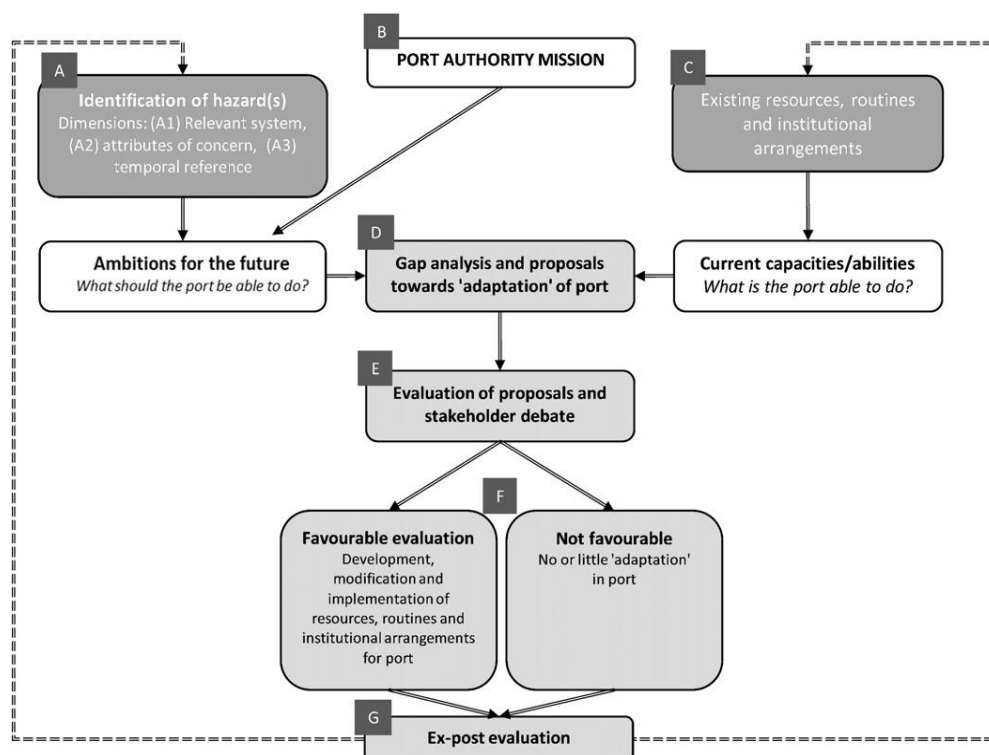 B
PORT AUTHORITY MISSION
A
Identification of hazard(s)
Dimensions: (A1) Relevant system,
(A2) attributes of concern, (A3)
temporal reference
C
Existing resources, routines
and institutional
arrangements
Ambitions for the future
What should the port be able to do?
D
Gap analysis and proposals
towards 'adaptation' of port
Current capacities/abilities
What is the port able to do?
E
Evaluation of proposals and
stakeholder debate
F
Favourable evaluation
Development,
modification and
implementation of
resources, routines and
institutional arrangements
for port
Not favourable
No or little 'adaptation'
in port
G
Ex-post evaluation